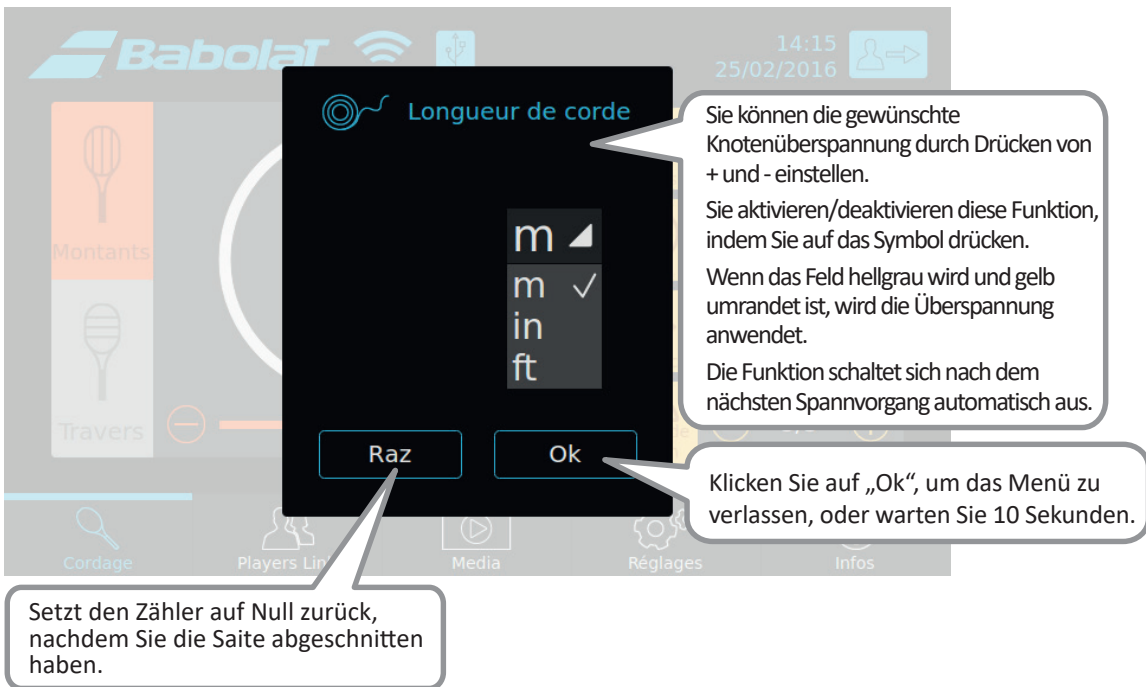 BabolaT
14:15
25/02/2016
Longueur de corde
Sie können die gewünschte
Knotenüberspannung durch Drücken von
+ und - einstellen.
Sie aktivieren/deaktivieren diese Funktion,
indem Sie auf das Symbol drücken.
Wenn das Feld hellgrau wird und gelb
umrandet ist, wird die Überspannung
anwendet.
Die Funktion schaltet sich nach dem
nächsten Spannvorgang automatisch aus.
Montants
m
m
in
ft
Travers
Raz
Ok
Klicken Sie auf „Ok“, um das Menü zu
verlassen, oder warten Sie 10 Sekunden.
Cordage
Players
Media
Réglages
Infos
Setzt den Zähler auf Null zurück,
nachdem Sie die Saite abgeschnitten
haben.